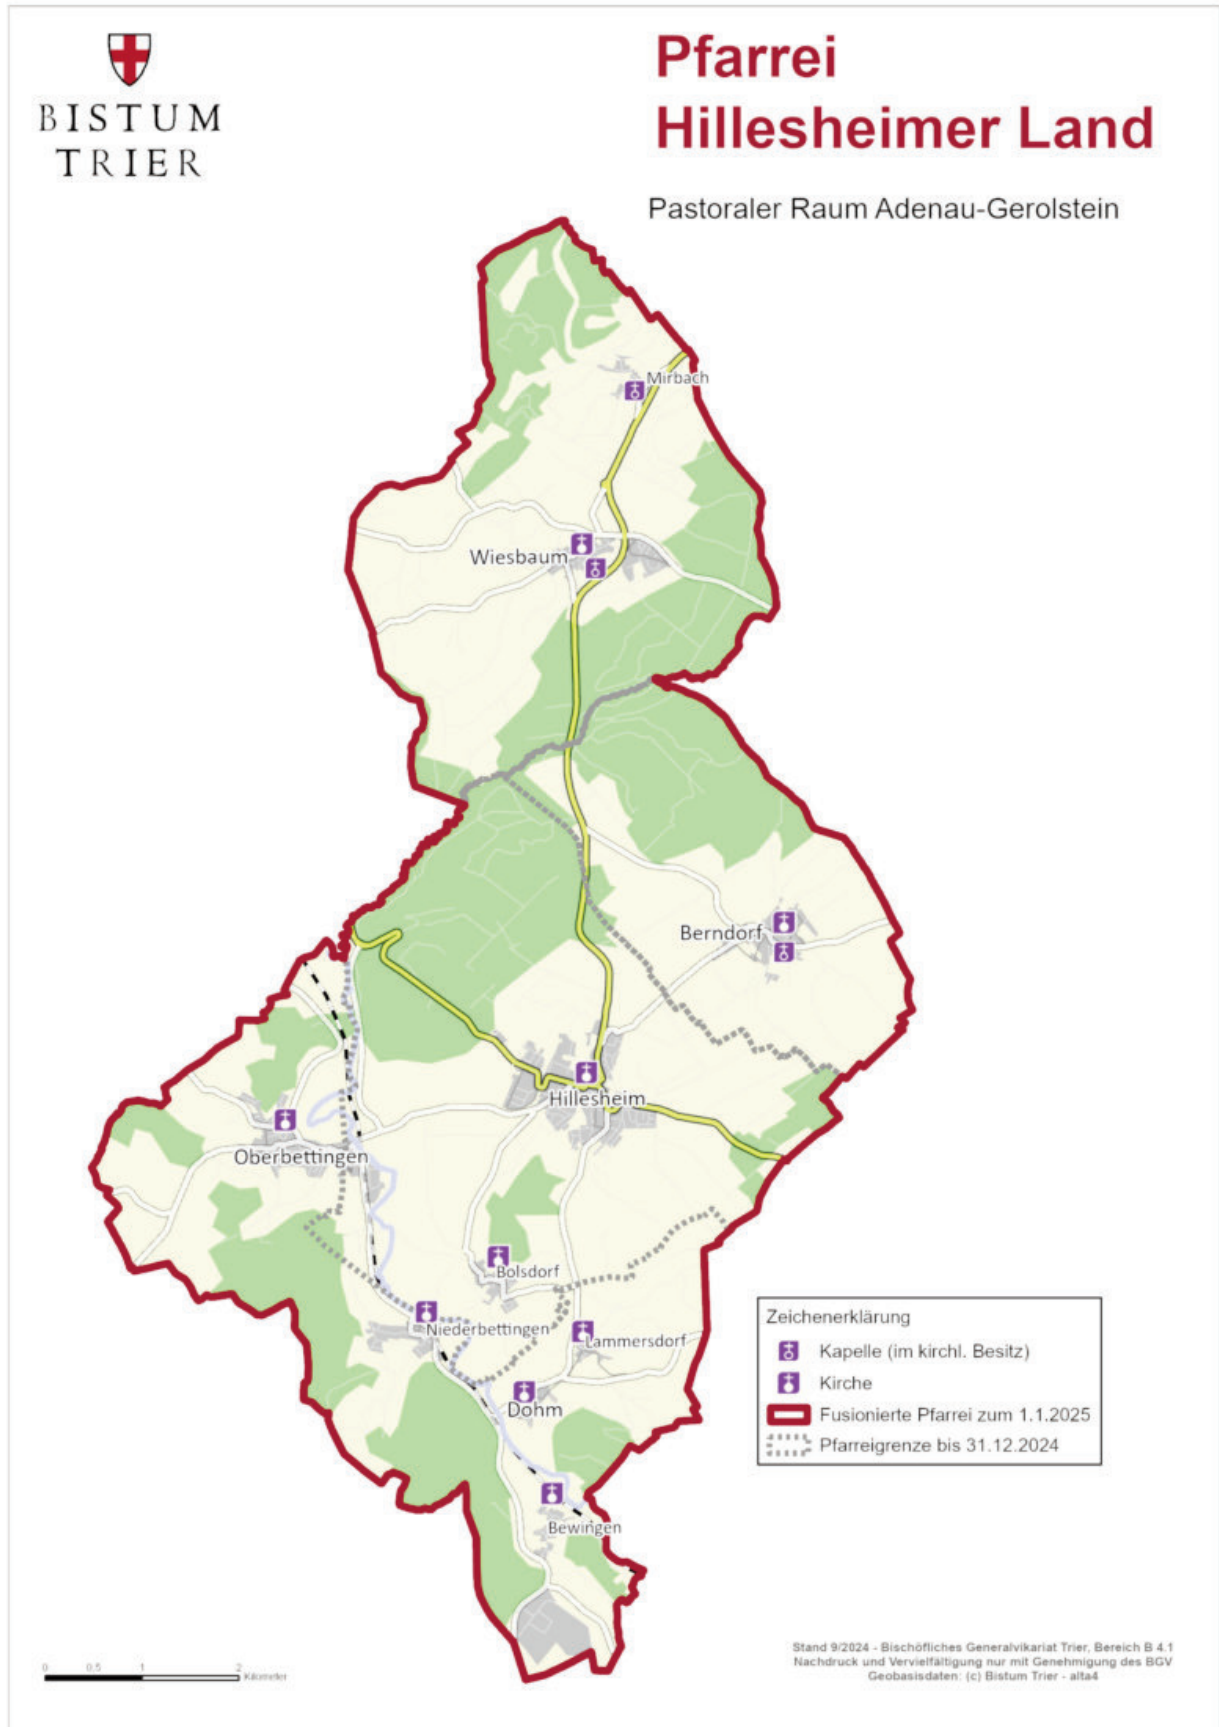 BISTUM
TRIER
Pfarrei
Hillesheimer Land
Pastoraler Raum Adenau-Gerolstein
Mirbach
Wiesbaum
Berndorf
Hillesheim
Oberbettingen
Bolsdorf
Niederbettingen
Lammersdorf
Dohm
Bewingen
Zeichenerklärung
Kapelle (im kirchl. Besitz)
Kirche
Fusionierte Pfarrei zum 1.1.2025
Pfarreigrenze bis 31.12.2024
0 0.5 1 2
Kilometer
Stand 9/2024 - Bischöfliches Generalvikariat Trier, Bereich B 4.1
Nachdruck und Vervielfältigung nur mit Genehmigung des BGV
Geobasisdaten: (c) Bistum Trier - alta4